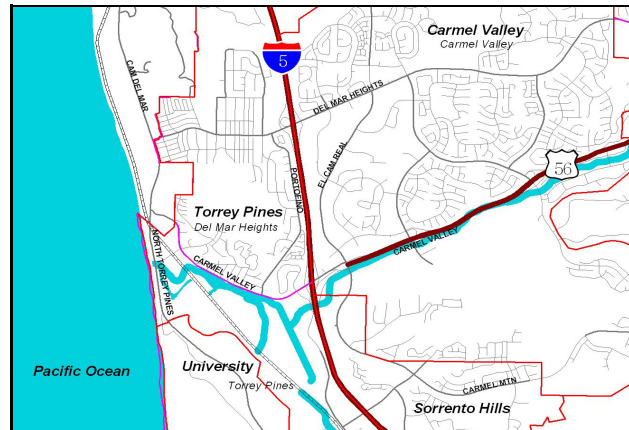 Carmel Valley
Carmel Valley
5
CAM DEL MAR
DEL MAR HEIGHTS
EL CAM REAL
56
PORTOFINO
Torrey Pines
Del Mar Heights
NORTH TORREY PINES
CARMEL VALLEY
CARMEL VALLEY
Pacific Ocean
University
Torrey Pines
CARMEL MTN
Sorrento Hills